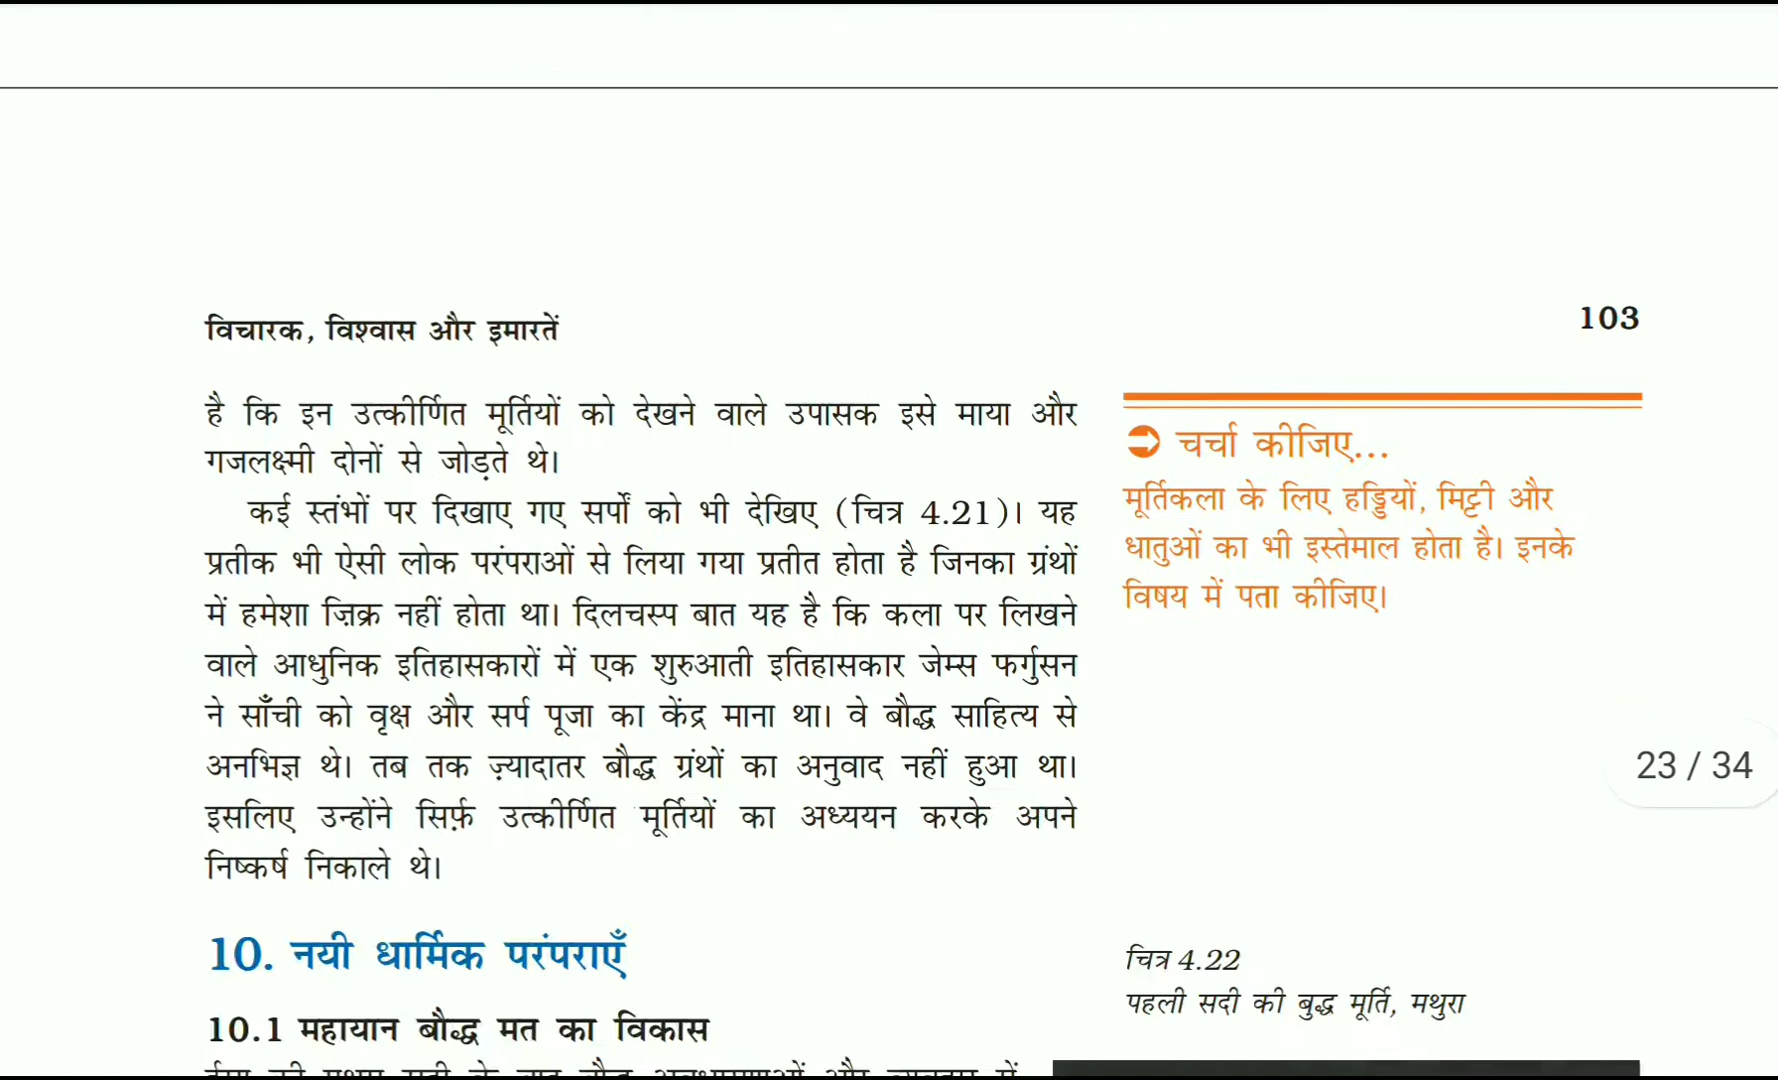 विचारक, विश्वास और इमारतें
103
है कि इन उत्कीर्णित मूर्तियों को देखने वाले उपासक इसे माया और
गजलक्ष्मी दोनों से जोड़ते थे।
कई स्तंभों पर दिखाए गए सर्पों को भी देखिए (चित्र 4.21)। यह
प्रतीक भी ऐसी लोक परंपराओं से लिया गया प्रतीत होता है जिनका ग्रंथों
में हमेशा ज़िक्र नहीं होता था। दिलचस्प बात यह है कि कला पर लिखने
वाले आधुनिक इतिहासकारों में एक शुरुआती इतिहासकार जेम्स फर्गुसन
ने साँची को वृक्ष और सर्प पूजा का केंद्र माना था। वे बौद्ध साहित्य से
अनभिज्ञ थे। तब तक ज़्यादातर बौद्ध ग्रंथों का अनुवाद नहीं हुआ था।
इसलिए उन्होंने सिर्फ़ उत्कीर्णित मूर्तियों का अध्ययन करके अपने
निष्कर्ष निकाले थे।
10. नयी धार्मिक परंपराएँ
10.1 महायान बौद्ध मत का विकास
चर्चा कीजिए...
मूर्तिकला के लिए हड्डियों, मिट्टी और
धातुओं का भी इस्तेमाल होता है। इनके
विषय में पता कीजिए।
23 / 34
चित्र 4.22
पहली सदी की बुद्ध मूर्ति, मथुरा